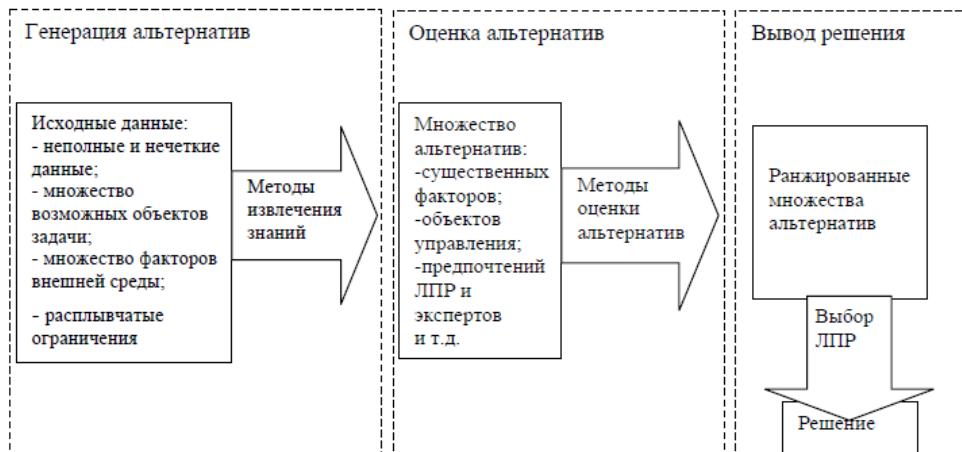 Генерация альтернатив
Исходные данные:
- неполные и нечеткие
данные;
- множество
возможных объектов
задачи;
- множество факторов
внешней среды;
- расплывчатые
ограничения
Методы
извлечения
знаний
Оценка альтернатив
Множество
альтернатив:
-существенных
факторов;
-объектов
управления;
-предпочтений
ЛПР и
экспертов
и т.д.
Методы
оценки
альтернатив
Вывод решения
Ранжированные
множества
альтернатив
Выбор
ЛПР
Решение